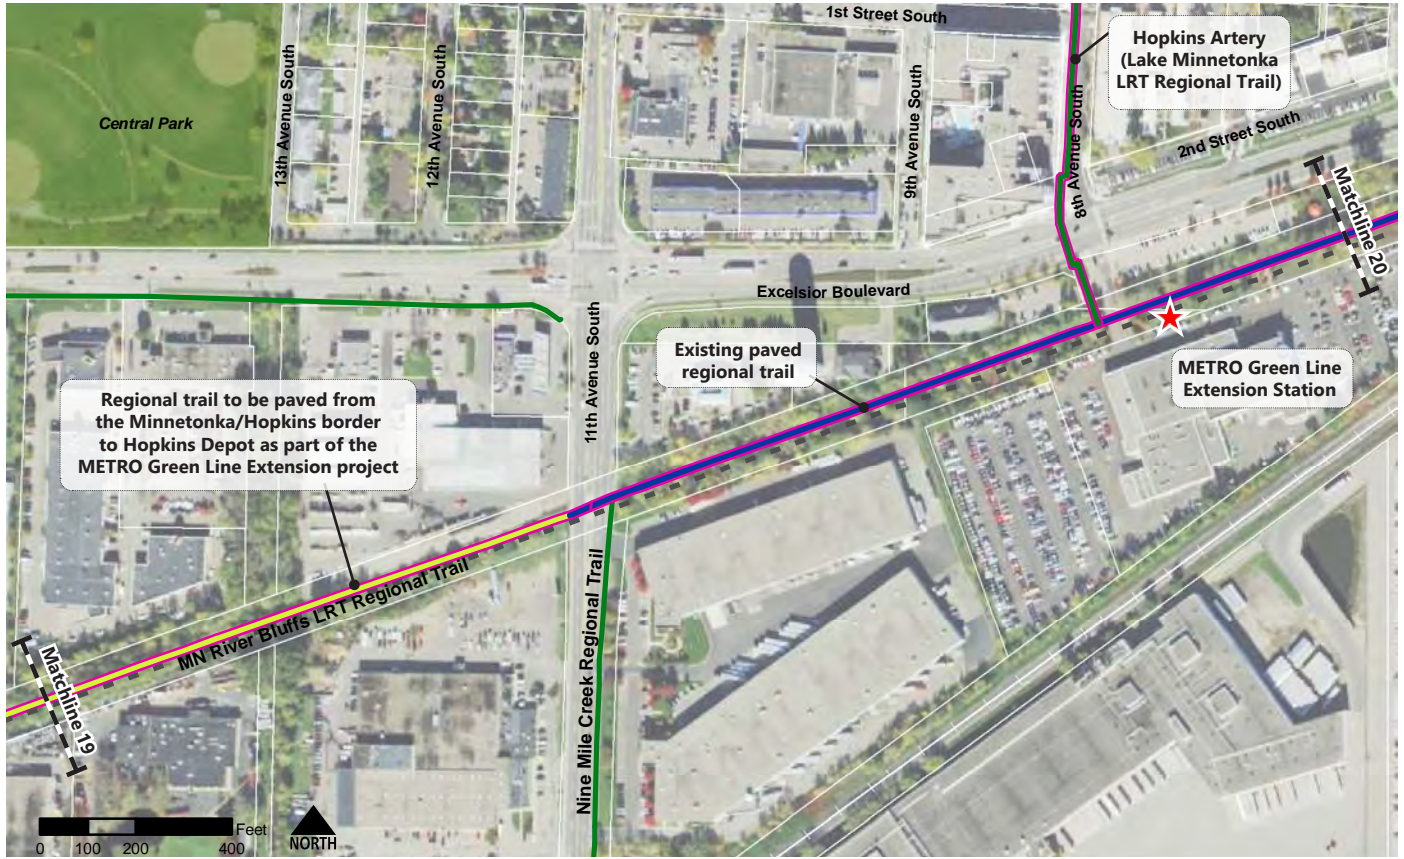 1st Street South
Hopkins Artery
(Lake Minnetonka
LRT Regional Trail)
13th Avenue South
12th Avenue South
9th Avenue South
8th Avenue South
Central Park
2nd Street South
Matchline 20
Excelsior Boulevard
11th Avenue South
Existing paved
regional trail
METRO Green Line
Extension Station
Regional trail to be paved from
the Minnetonka/Hopkins border
to Hopkins Depot as part of the
METRO Green Line Extension project
MN River Bluffs LRT Regional Trail
Nine Mile Creek Regional Trail
Matchline 19
Feet
0 100 200 400
NORTH